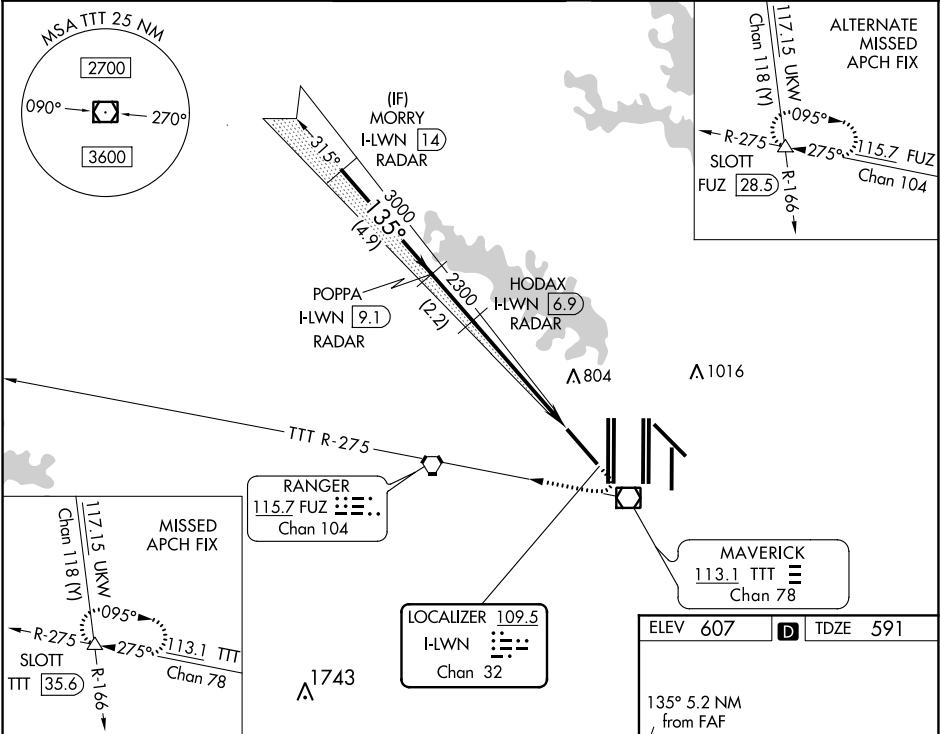 MSA TTT 25 NM
2700
090°
270°
3600
(IF)
MORRY
I-LWN 14
RADAR
315°
3000
135°
(4.9)
2300
(2.2)
POPPA
I-LWN 9.1
RADAR
HODAX
I-LWN 6.9
RADAR
ALTERNATE
MISSED
APCH FIX
117.15 UKW
Chan 118 (Y)
095°
R-275
275°
115.7 FUZ
Chan 104
SLOTT
FUZ 28.5
R-166
804
1016
TTT R-275
RANGER
115.7 FUZ
Chan 104
MISSED
APCH FIX
117.15 UKW
Chan 118 (Y)
095°
R-275
275°
113.1 TTT
Chan 78
SLOTT
TTT 35.6
R-166
1743
LOCALIZER 109.5
I-LWN
Chan 32
MAVERICK
113.1 TTT
Chan 78
ELEV 607 D TDZE 591
135° 5.2 NM
from FAF